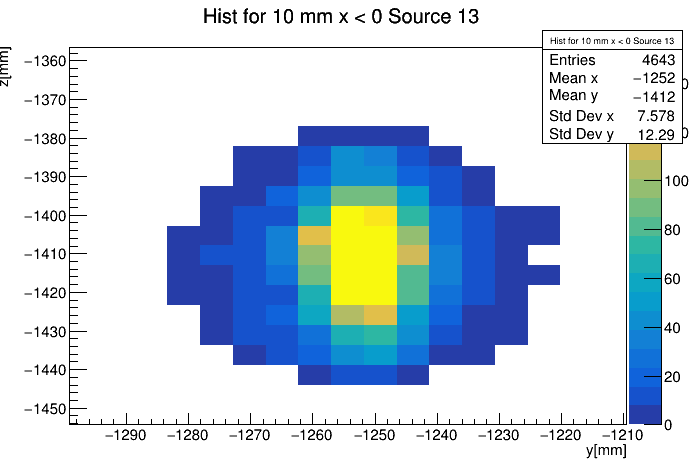 Hist for 10 mm x < 0 Source 13
z[mm]
Hist for 10 mm x < 0 Source 13
Entries 4643
Mean x −1252
Mean y −1412
Std Dev x 7.578
Std Dev y 12.29
−1360
−1370
−1380
−1390
−1400
−1410
−1420
−1430
−1440
−1450
100
80
60
40
20
0
−1290 −1280 −1270 −1260 −1250 −1240 −1230 −1220 −1210
y[mm]